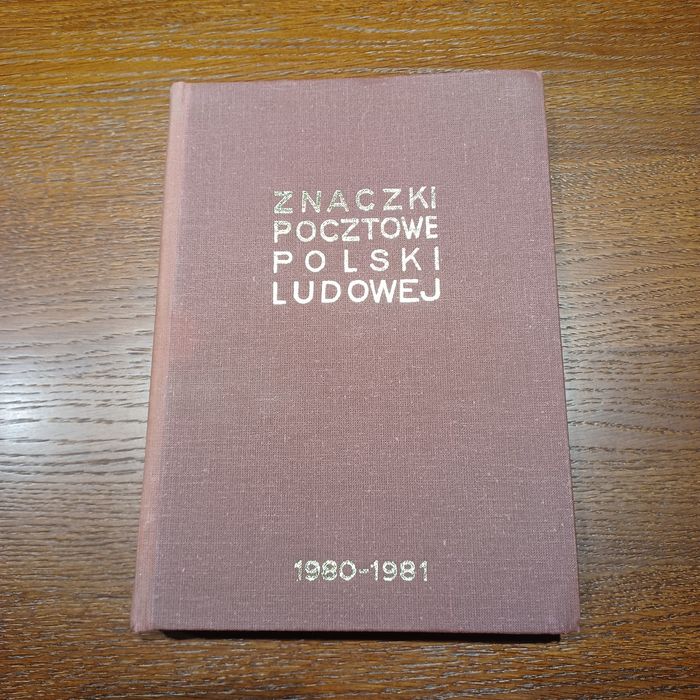 ZNACZKI
POCZTOWE
POLSKI
LUDOWEJ
1980-1981